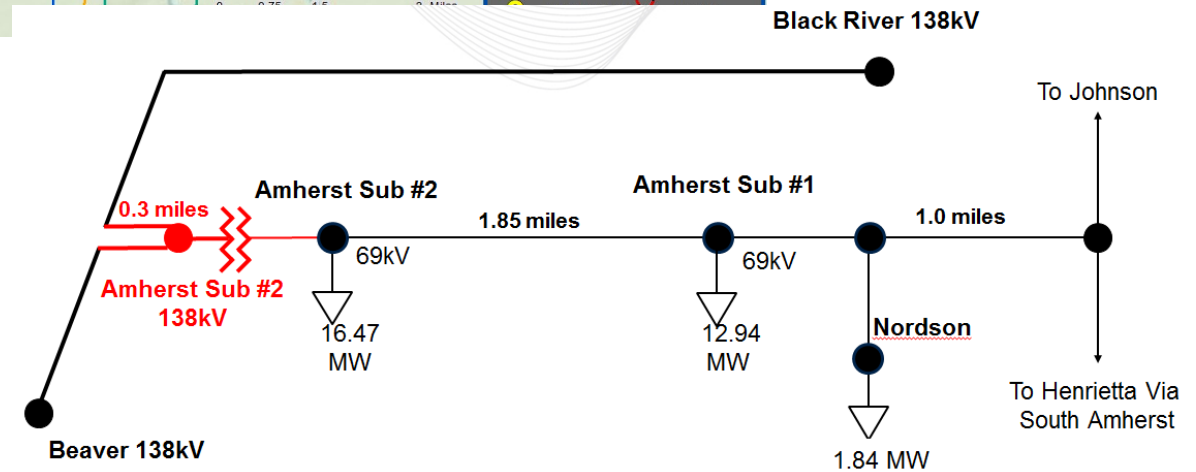 Black River 138kV
To Johnson
Amherst Sub #2
Amherst Sub #1
0.3 miles
1.85 miles
1.0 miles
69kV
69kV
Amherst Sub #2
138kV
16.47
MW
12.94
MW
Nordson
To Henrietta Via
South Amherst
Beaver 138kV
1.84 MW